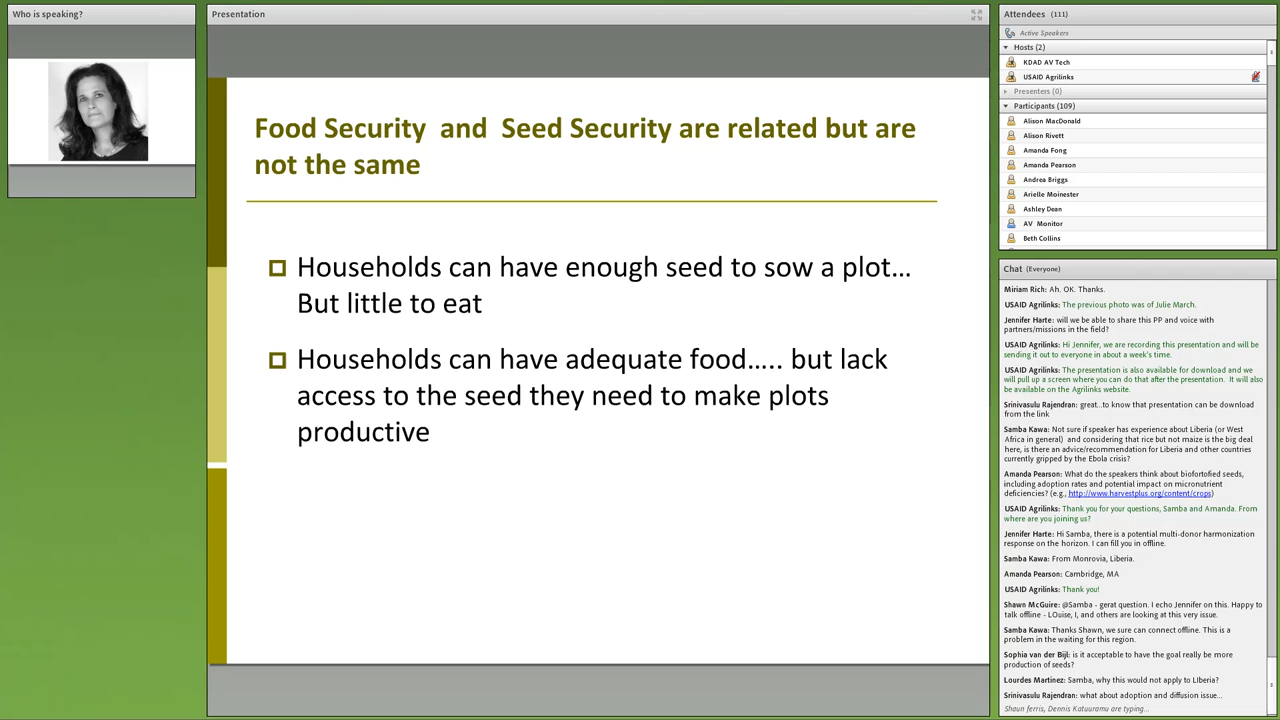 Who is speaking?
Presentation
Food Security  and  Seed Security are related but are
not the same
Households can have enough seed to sow a plot...
But little to eat
Households can have adequate food….. but lack
access to the seed they need to make plots
productive
Attendees (111)
Active Speakers
Hosts (2)
KDAD AV Tech
USAID Agrilinks
Presenters (0)
Participants (109)
Alison MacDonald
Alison Rivett
Amanda Fong
Amanda Pearson
Andrea Briggs
Arielle Moinester
Ashley Dean
AV  Monitor
Beth Collins
Chat (Everyone)
Miriam Rich: Ah. OK. Thanks.
USAID Agrilinks: The previous photo was of Julie March.
Jennifer Harte: will we be able to share this PP and voice with
partners/missions in the field?
USAID Agrilinks: Hi Jennifer, we are recording this presentation and will be
sending it out to everyone in about a week's time.
USAID Agrilinks: The presentation is also available for download and we
will pull up a screen where you can do that after the presentation.  It will also
be available on the Agrilinks website.
Srinivasulu Rajendran: great...to know that presentation can be download
from the link
Samba Kawa: Not sure if speaker has experience about Liberia (or West
Africa in general)  and considering that rice but not maize is the big deal
here, is there an advice/recommendation for Liberia and other countries
currently gripped by the Ebola crisis?
Amanda Pearson: What do the speakers think about biofortofied seeds,
including adoption rates and potential impact on micronutrient
deficiencies? (e.g., http://www.harvestplus.org/content/crops)
USAID Agrilinks: Thank you for your questions, Samba and Amanda. From
where are you joining us?
Jennifer Harte: Hi Samba, there is a potential multi-donor harmonization
response on the horizon. I can fill you in offline.
Samba Kawa: From Monrovia, Liberia.
Amanda Pearson: Cambridge, MA
USAID Agrilinks: Thank you!
Shawn McGuire: @Samba - gerat question. I echo Jennifer on this. Happy to
talk offline - LOuise, I, and others are looking at this very issue.
Samba Kawa: Thanks Shawn, we sure can connect offline. This is a
problem in the waiting for this region.
Sophia van der Bijl: is it acceptable to have the goal really be more
production of seeds?
Lourdes Martinez: Samba, why this would not apply to LIberia?
Srinivasulu Rajendran: what about adoption and diffusion issue...
Shaun ferris, Dennis Katuuramu are typing...